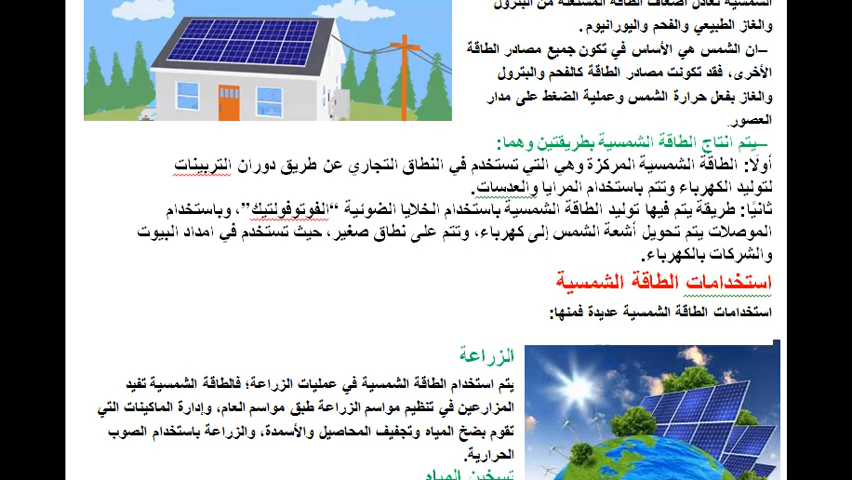 الشمسية تعادل اضعاف الطاقة المستغلة من البترول
والغاز الطبيعي والفحم واليورانيوم.
–ان الشمس هي الأساس في تكون جميع مصادر الطاقة
الأخرى، فقد تكونت مصادر الطاقة كالفحم والبترول
والغاز بفعل حرارة الشمس وعملية الضغط على مدار
العصور.
–يتم انتاج الطاقة الشمسية بطريقتين وهما:
أولًا: الطاقة الشمسية المركزة وهي التي تستخدم في النطاق التجاري عن طريق دوران التربينات
لتوليد الكهرباء وتتم باستخدام المرايا والعدسات.
ثانيًا: طريقة يتم فيها توليد الطاقة الشمسية باستخدام الخلايا الضوئية “الفوتوفولتيك”، وباستخدام
الموصلات يتم تحويل أشعة الشمس إلى كهرباء، وتتم على نطاق صغير، حيث تستخدم في امداد البيوت
والشركات بالكهرباء.
استخدامات الطاقة الشمسية
استخدامات الطاقة الشمسية عديدة فمنها:
الزراعة
يتم استخدام الطاقة الشمسية في عمليات الزراعة؛ فالطاقة الشمسية تفيد
المزارعين في تنظيم مواسم الزراعة طبق مواسم العام، وإدارة الماكينات التي
تقوم بضخ المياه وتجفيف المحاصيل والأسمدة، والزراعة باستخدام الصوب
الحرارية.
تسخين المياه